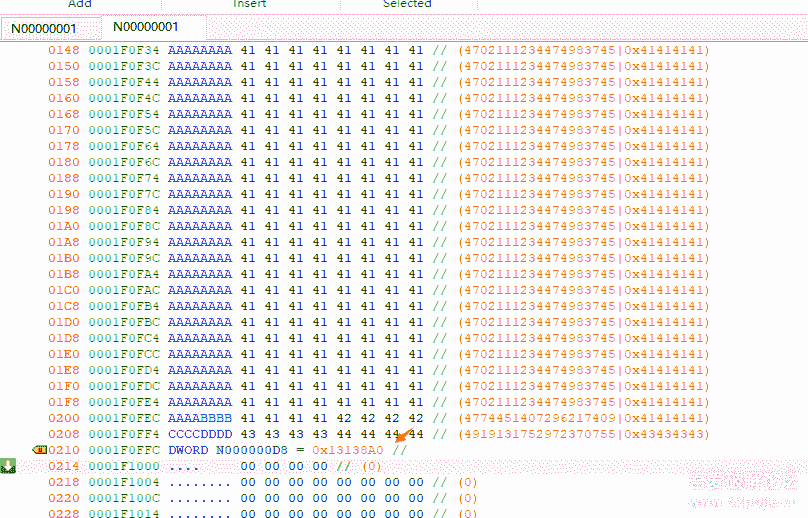 Add Insert Selected
N00000001 N00000001
0148 0001F0F34 AAAAAAAA 41 41 41 41 41 41 41 41 // (4702111234474983745|0x41414141)
0150 0001F0F3C AAAAAAAA 41 41 41 41 41 41 41 41 // (4702111234474983745|0x41414141)
0158 0001F0F44 AAAAAAAA 41 41 41 41 41 41 41 41 // (4702111234474983745|0x41414141)
0160 0001F0F4C AAAAAAAA 41 41 41 41 41 41 41 41 // (4702111234474983745|0x41414141)
0168 0001F0F54 AAAAAAAA 41 41 41 41 41 41 41 41 // (4702111234474983745|0x41414141)
0170 0001F0F5C AAAAAAAA 41 41 41 41 41 41 41 41 // (4702111234474983745|0x41414141)
0178 0001F0F64 AAAAAAAA 41 41 41 41 41 41 41 41 // (4702111234474983745|0x41414141)
0180 0001F0F6C AAAAAAAA 41 41 41 41 41 41 41 41 // (4702111234474983745|0x41414141)
0188 0001F0F74 AAAAAAAA 41 41 41 41 41 41 41 41 // (4702111234474983745|0x41414141)
0190 0001F0F7C AAAAAAAA 41 41 41 41 41 41 41 41 // (4702111234474983745|0x41414141)
0198 0001F0F84 AAAAAAAA 41 41 41 41 41 41 41 41 // (4702111234474983745|0x41414141)
01A0 0001F0F8C AAAAAAAA 41 41 41 41 41 41 41 41 // (4702111234474983745|0x41414141)
01A8 0001F0F94 AAAAAAAA 41 41 41 41 41 41 41 41 // (4702111234474983745|0x41414141)
01B0 0001F0F9C AAAAAAAA 41 41 41 41 41 41 41 41 // (4702111234474983745|0x41414141)
01B8 0001F0FA4 AAAAAAAA 41 41 41 41 41 41 41 41 // (4702111234474983745|0x41414141)
01C0 0001F0FAC AAAAAAAA 41 41 41 41 41 41 41 41 // (4702111234474983745|0x41414141)
01C8 0001F0FB4 AAAAAAAA 41 41 41 41 41 41 41 41 // (4702111234474983745|0x41414141)
01D0 0001F0FBC AAAAAAAA 41 41 41 41 41 41 41 41 // (4702111234474983745|0x41414141)
01D8 0001F0FC4 AAAAAAAA 41 41 41 41 41 41 41 41 // (4702111234474983745|0x41414141)
01E0 0001F0FCC AAAAAAAA 41 41 41 41 41 41 41 41 // (4702111234474983745|0x41414141)
01E8 0001F0FD4 AAAAAAAA 41 41 41 41 41 41 41 41 // (4702111234474983745|0x41414141)
01F0 0001F0FDC AAAAAAAA 41 41 41 41 41 41 41 41 // (4702111234474983745|0x41414141)
01F8 0001F0FE4 AAAAAAAA 41 41 41 41 41 41 41 41 // (4702111234474983745|0x41414141)
0200 0001F0FEC AAAABBBB 41 41 41 41 42 42 42 42 // (4774451407296217409|0x41414141)
0208 0001F0FF4 CCCCDDDD 43 43 43 43 44 44 44 44 // (4919131752972370755|0x43434343)
0210 0001F0FFC DWORD N000000D8 = 0x13138A0 //
0214 0001F1000 .... 00 00 00 00 // (0)
0218 0001F1004 ........ 00 00 00 00 00 00 00 00 // (0)
0220 0001F100C ........ 00 00 00 00 00 00 00 00 // (0)
0228 0001F1014 ........ 00 00 00 00 00 00 00 00 // (0)